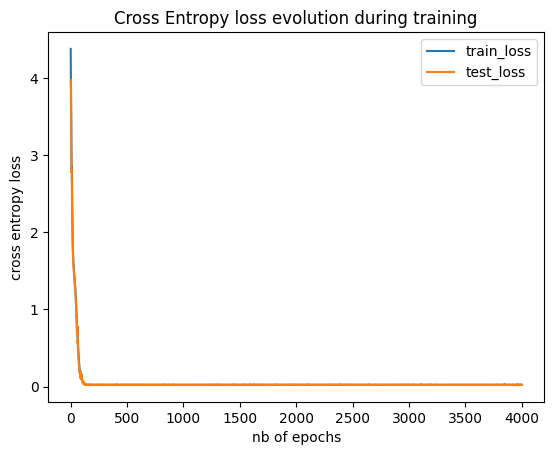 Cross Entropy loss evolution during training
train_loss
test_loss
cross entropy loss
4
3
2
1
0
0 500 1000 1500 2000 2500 3000 3500 4000
nb of epochs